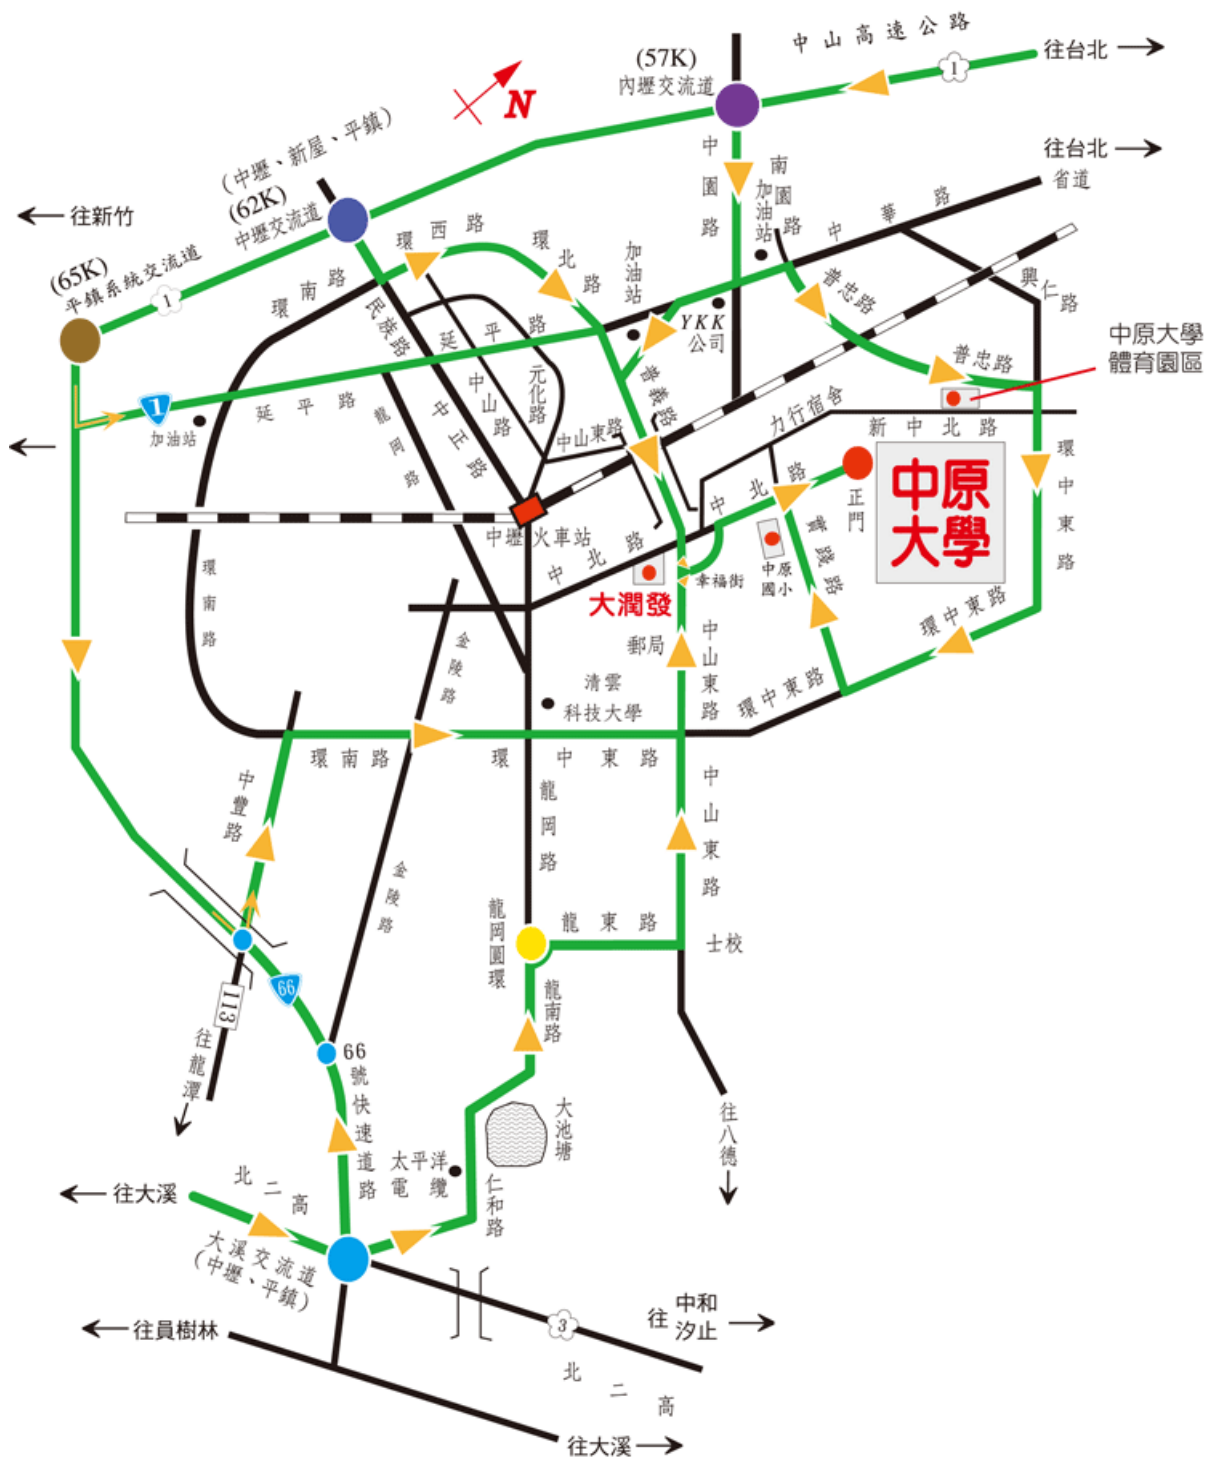 中山高速公路
往台北
1
(57K)
內壢交流道
N
往台北
省道
(中壢、新屋、平鎮)
(62K)
中壢交流道
往新竹
(65K)
平鎮系統交流道
1
環南路
環西路
環北路
加油站
中園路
南園路
加油站
中華路
普忠路
興仁路
民族路
延平路
YKK
公司
普忠路
中原大學
體育園區
1
加油站
延平路
龍岡路
中正路
中山路
元化路
中山東路
普義路
力行宿舍
新中北路
中原
大學
正門
環中東路
中壢火車站
中北路
中北路
實踐路
中原
國小
幸福街
大潤發
環南路
金陵路
郵局
中山東路
環中東路
環中東路
清雲
科技大學
環南路
環中東路
中豐路
龍岡路
中山東路
金陵路
龍岡圓環
龍東路
士校
66
113
往龍潭
龍南路
66
號快速道路
大池塘
往八德
太平洋
電纜
仁和路
往大溪
北二高
大溪交流道
(中壢、平鎮)
往員樹林
3
往
中和
汐止
北二高
往大溪